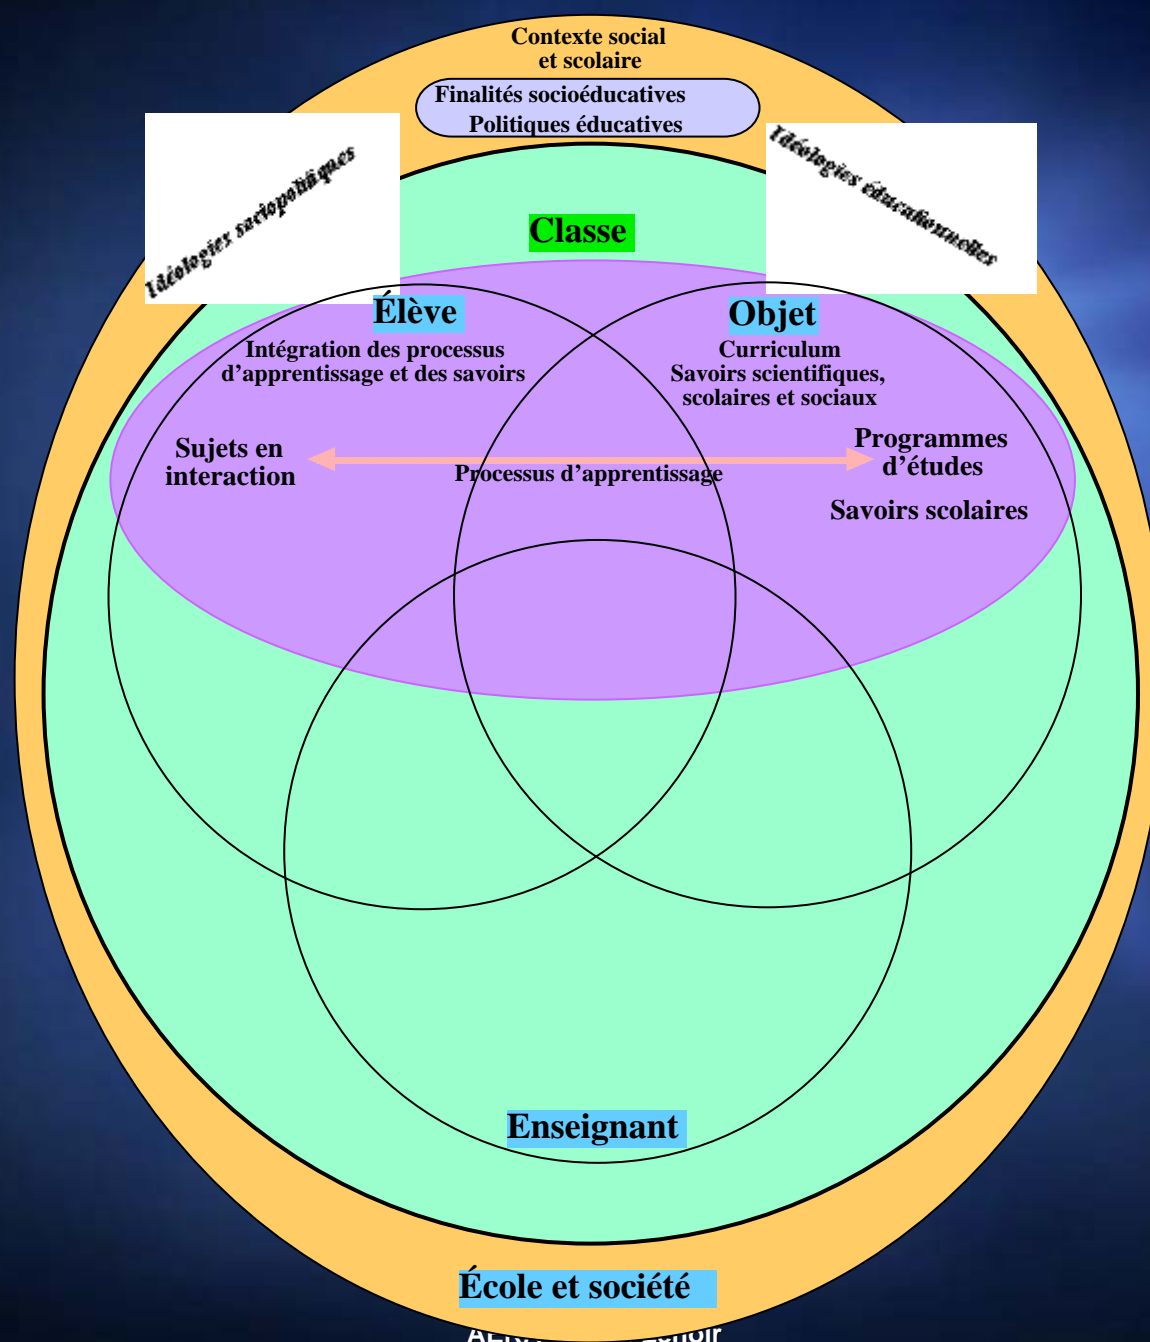 Contexte social
et scolaire
Finalités socioéducatives
Politiques éducatives
Idéologies sociopolitiques
Idéologies éducationnelles
Classe
Élève
Intégration des processus
d’apprentissage et des savoirs
Objet
Curriculum
Savoirs scientifiques,
scolaires et sociaux
Sujets en
interaction
Processus d’apprentissage
Programmes
d’études
Savoirs scolaires
Enseignant
École et société